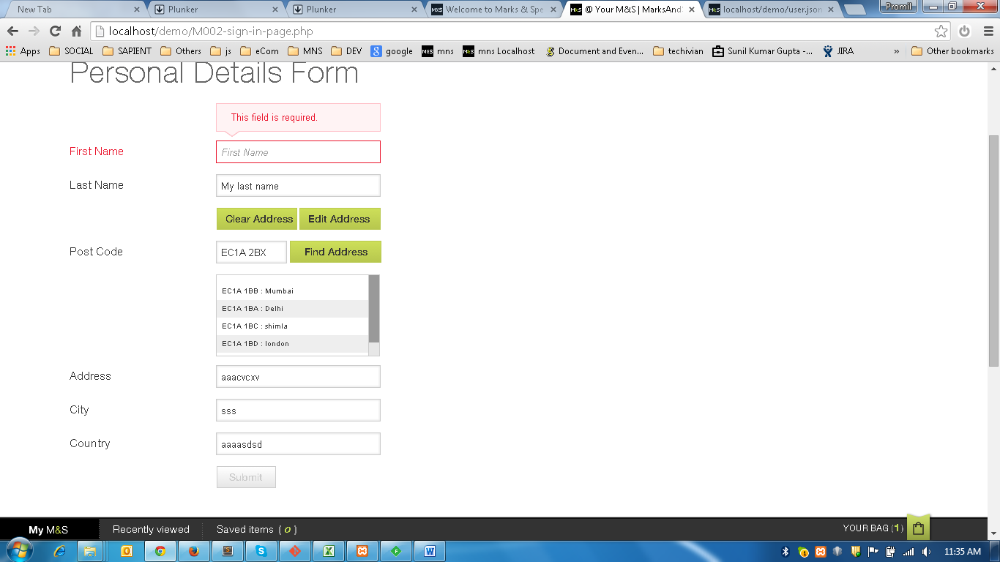 New Tab
Plunker
Plunker
M&S Welcome to Marks & Spe
M&S @ Your M&S | MarksAnd
M&S localhost/demo/user.json
Promil
localhost/demo/M002-sign-in-page.php
Apps SOCIAL SAPIENT Others js eCom MNS DEV google mns mns Localhost Document and Even... techivian Sunil Kumar Gupta -... JIRA » Other bookmarks
Personal Details Form
This field is required.
First Name First Name
Last Name My last name
Clear Address Edit Address
Post Code EC1A 2BX Find Address
EC1A 1BB : Mumbai
EC1A 1BA : Delhi
EC1A 1BC : shimla
EC1A 1BD : london
Address aaacvcxv
City sss
Country aaaasdsd
Submit
My M&S Recently viewed Saved items ( 0 ) YOUR BAG (1)
11:35 AM